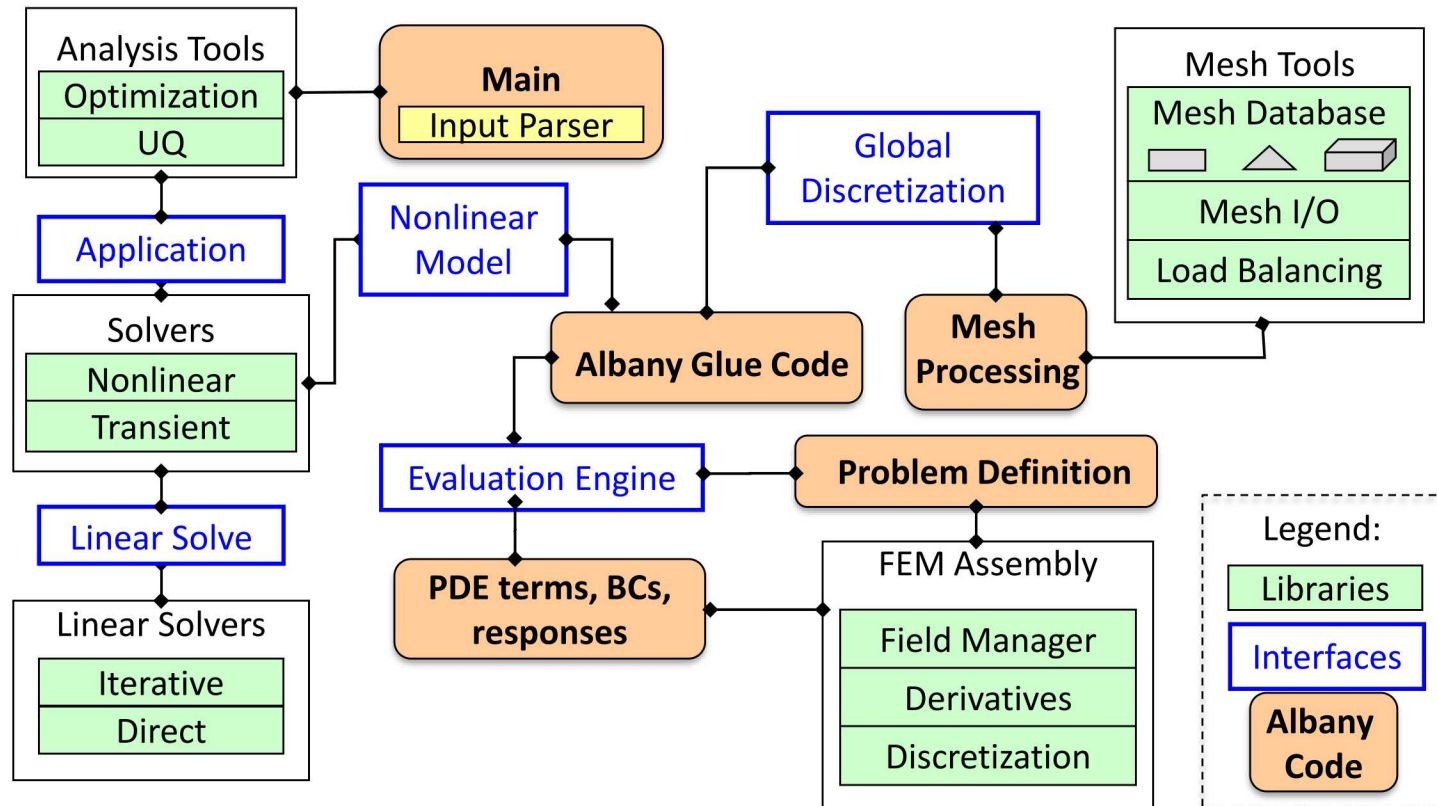 Analysis Tools
Optimization
UQ
Main
Input Parser
Application
Nonlinear
Model
Global
Discretization
Mesh Tools
Mesh Database
Mesh I/O
Load Balancing
Solvers
Nonlinear
Transient
Albany Glue Code
Mesh
Processing
Evaluation Engine
Problem Definition
Linear Solve
PDE terms, BCs,
responses
FEM Assembly
Field Manager
Derivatives
Discretization
Linear Solvers
Iterative
Direct
Legend:
Libraries
Interfaces
Albany
Code